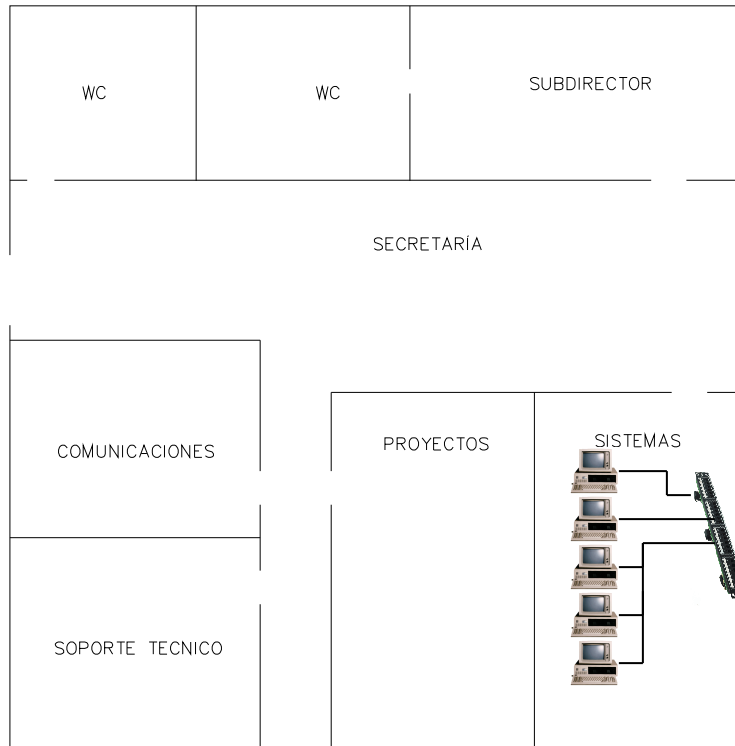 WC
WC
SUBDIRECTOR
SECRETARÍA
COMUNICACIONES
PROYECTOS
SISTEMAS
SOPORTE TECNICO